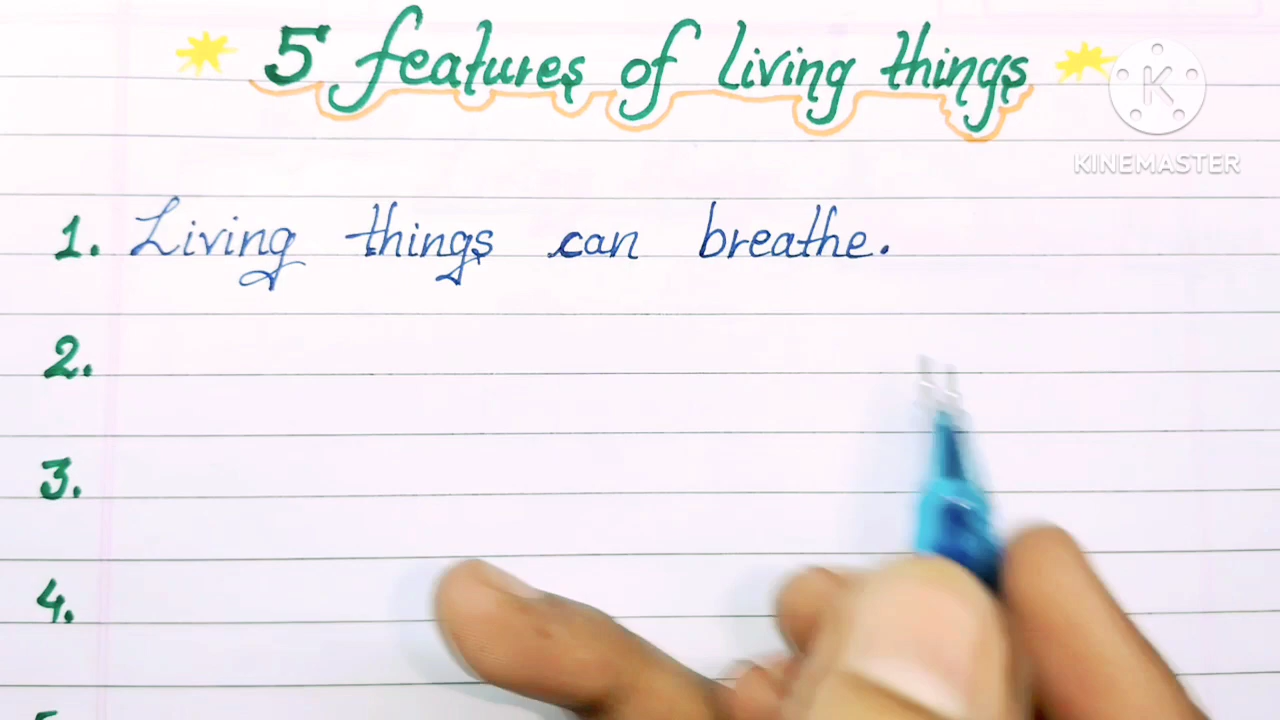 5 features of living things
K
KINEMASTER
1. Living things can breathe.
2.
3.
4.